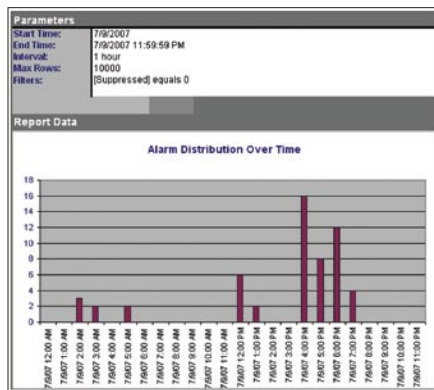 Parameters
Start Time: 7/9/2007
End Time: 7/9/2007 11:59:59 PM
Interval: 1 hour
Max Rows: 10000
Filters: [Suppressed] equals 0
Report Data
Alarm Distribution Over Time
18
16
14
12
10
8
6
4
2
0
7/9/07 12:00 AM
7/9/07 1:00 AM
7/9/07 2:00 AM
7/9/07 3:00 AM
7/9/07 4:00 AM
7/9/07 5:00 AM
7/9/07 6:00 AM
7/9/07 7:00 AM
7/9/07 8:00 AM
7/9/07 9:00 AM
7/9/07 10:00 AM
7/9/07 11:00 AM
7/9/07 12:00 PM
7/9/07 1:00 PM
7/9/07 2:00 PM
7/9/07 3:00 PM
7/9/07 4:00 PM
7/9/07 5:00 PM
7/9/07 6:00 PM
7/9/07 7:00 PM
7/9/07 8:00 PM
7/9/07 9:00 PM
7/9/07 10:00 PM
7/9/07 11:00 PM